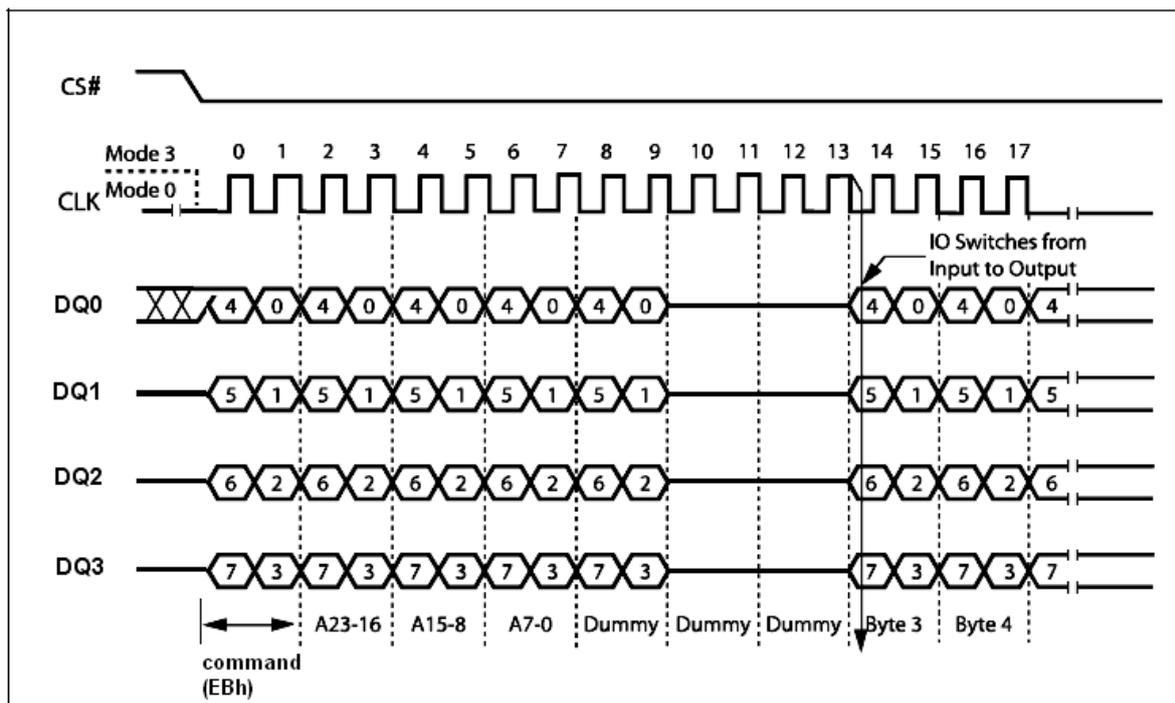 CS#
Mode 3
0 1 2 3 4 5 6 7 8 9 10 11 12 13 14 15 16 17
CLK
Mode 0
IO Switches from
Input to Output
DQ0
4 0 4 0 4 0 4 0 4 0 4 0 4 0 4
DQ1
5 1 5 1 5 1 5 1 5 1 5 1 5 1 5
DQ2
6 2 6 2 6 2 6 2 6 2 6 2 6 2 6
DQ3
7 3 7 3 7 3 7 3 7 3 7 3 7 3 7
A23-16 A15-8 A7-0 Dummy Dummy Dummy Byte 3 Byte 4
command
(EBh)